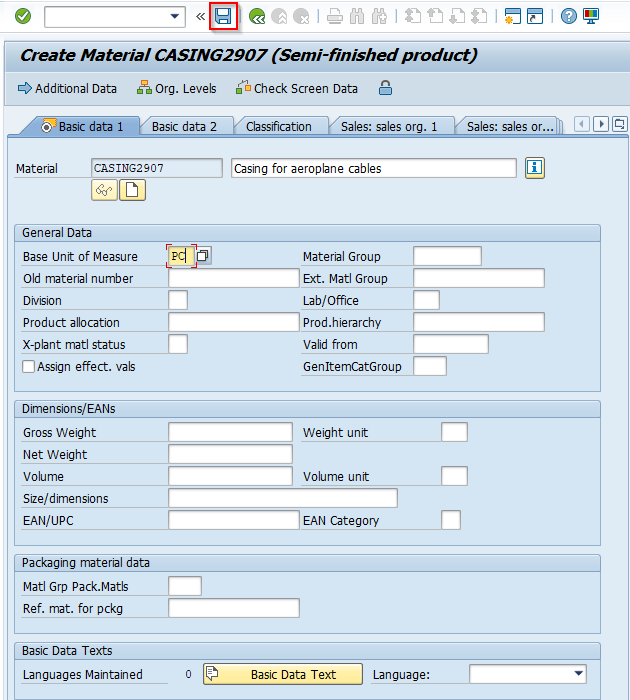 «
Create Material CASING2907 (Semi-finished product)
Additional Data Org. Levels Check Screen Data
Basic data 1 Basic data 2 Classification Sales: sales org. 1 Sales: sales or...
Material CASING2907 Casing for aeroplane cables
General Data
Base Unit of Measure PC Material Group
Old material number Ext. Matl Group
Division Lab/Office
Product allocation Prod.hierarchy
X-plant matl status Valid from
Assign effect. vals GenItemCatGroup
Dimensions/EANs
Gross Weight Weight unit
Net Weight
Volume Volume unit
Size/dimensions
EAN/UPC EAN Category
Packaging material data
Matl Grp Pack.Matls
Ref. mat. for pckg
Basic Data Texts
Languages Maintained 0 Basic Data Text Language: